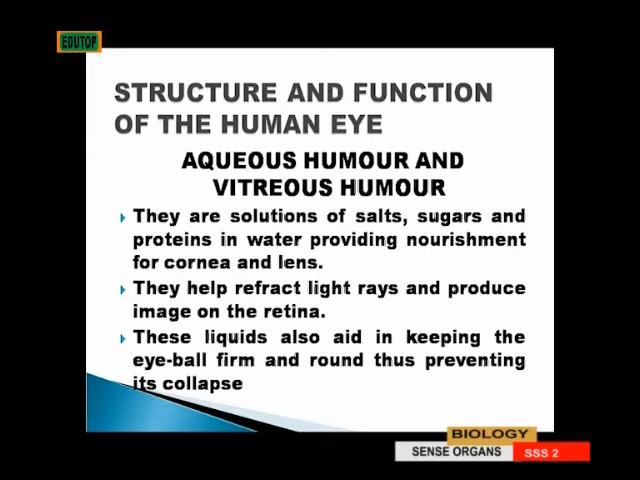 EDUTOP
STRUCTURE AND FUNCTION
OF THE HUMAN EYE
AQUEOUS HUMOUR AND
VITREOUS HUMOUR
They are solutions of salts, sugars and
proteins in water providing nourishment
for cornea and lens.
They help refract light rays and produce
image on the retina.
These liquids also aid in keeping the
eye-ball firm and round thus preventing
its collapse
BIOLOGY
SENSE ORGANS SSS 2